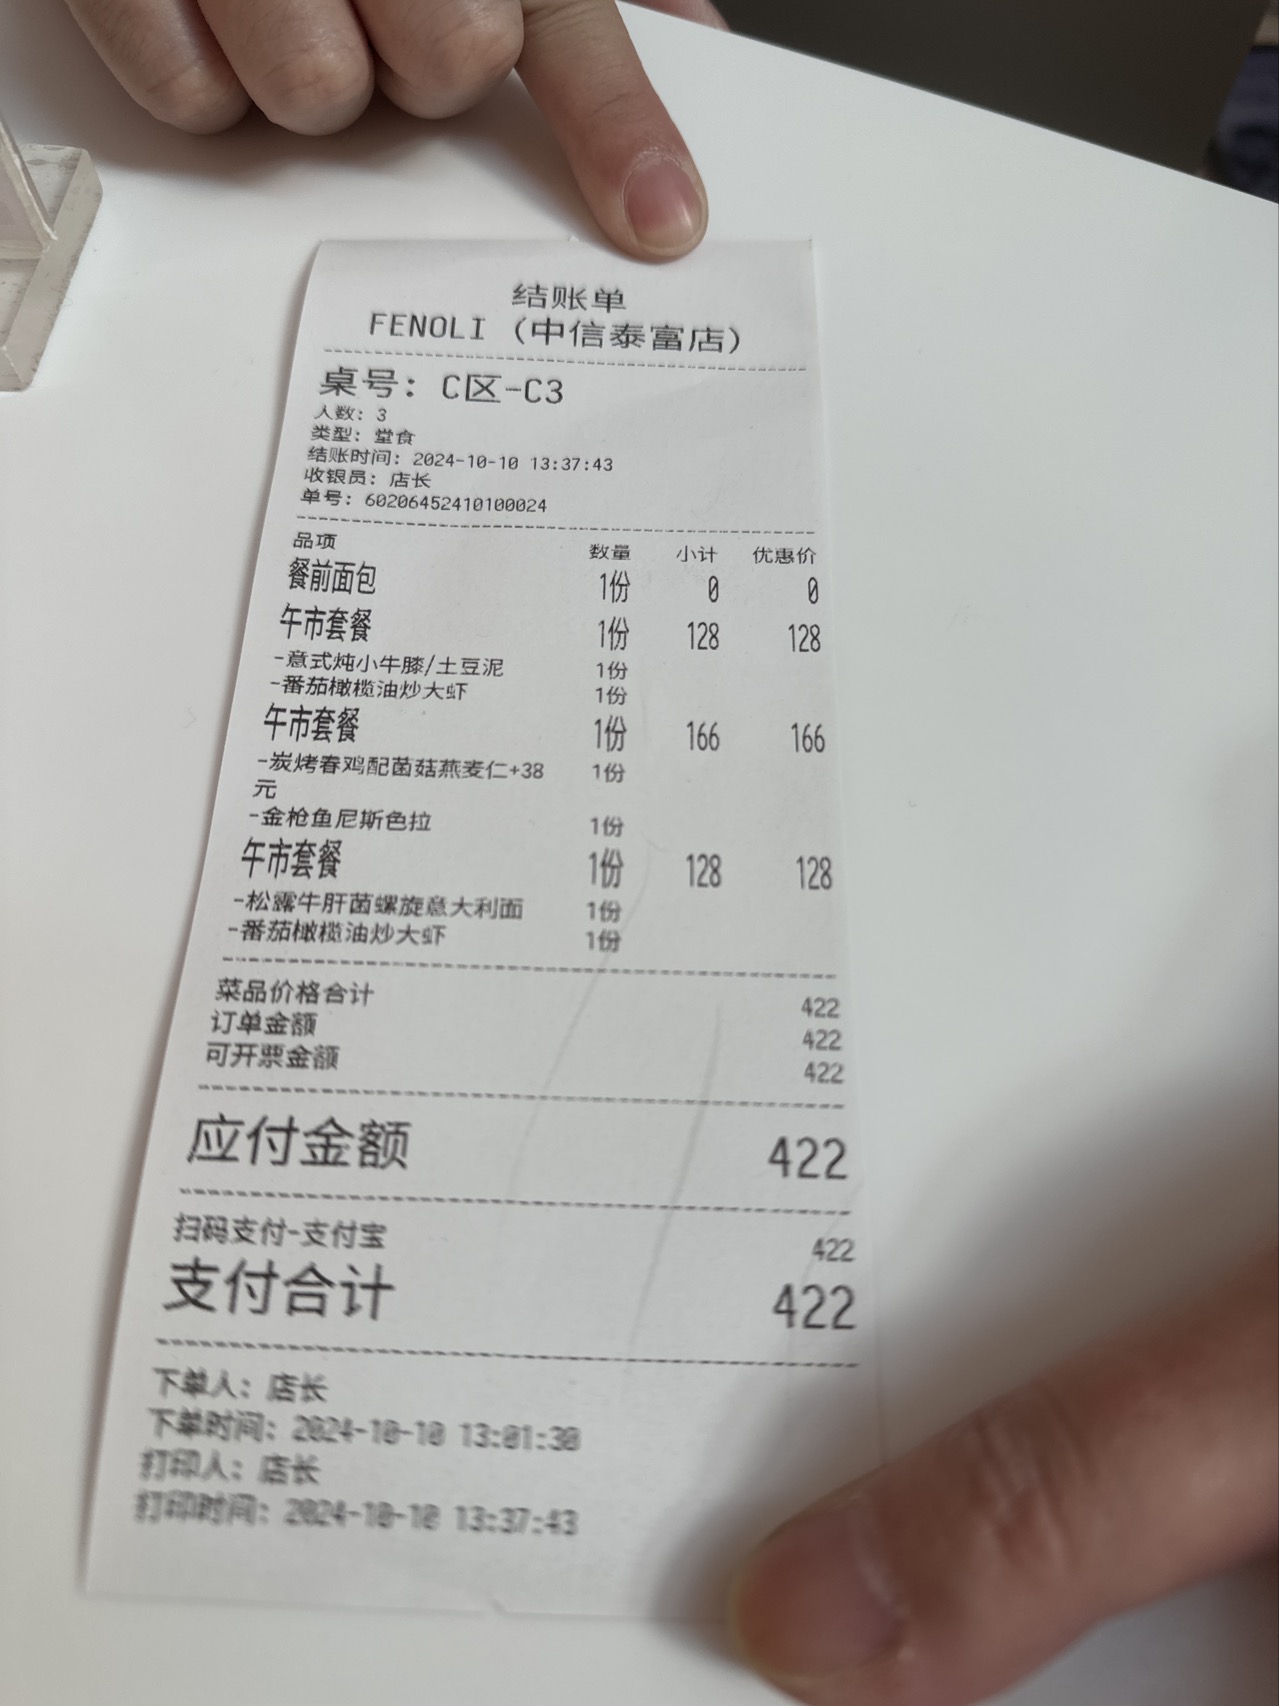 结账单
FENOLI (中信泰富店)
桌号: C区-C3
人数: 3
类型: 堂食
结账时间: 2024-10-10 13:37:43
收银员: 店长
单号: 602064524101000​24
品项 数量 小计 优惠价
餐前面包 1份 0 0
午市套餐 1份 128 128
-意式炖小牛膝/土豆泥 1份
-番茄橄榄油炒大虾 1份
午市套餐 1份 166 166
-炭烤春鸡配菌菇燕麦仁+38 1份
元
-金枪鱼尼斯色拉 1份
午市套餐 1份 128 128
-松露牛肝菌螺旋意大利面 1份
-番茄橄榄油炒大虾 1份
菜品价格合计 422
订单金额 422
可开票金额 422
应付金额 422
扫码支付-支付宝 422
支付合计 422
下单人: 店长
下单时间: 2024-10-10 13:01:30
打印人: 店长
打印时间: 2024-10-10 13:37:43